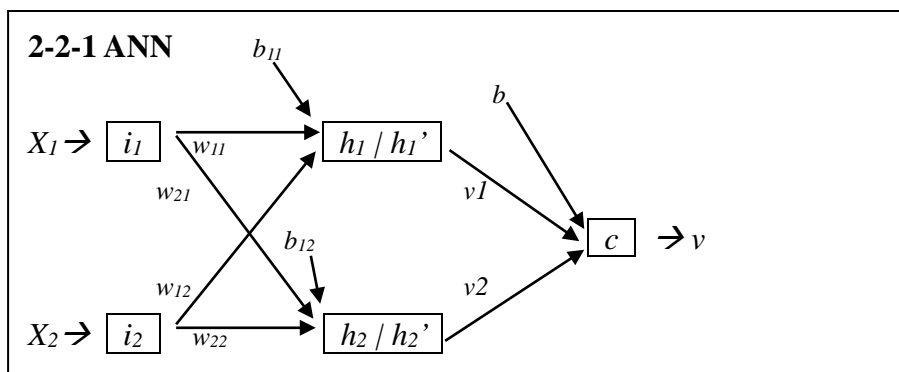 2-2-1 ANN
b₁₁
b
X₁ → i₁ w₁₁ h₁ | h₁’
w₂₁ v1
b₁₂ c → v
w₁₂ v2
X₂ → i₂ w₂₂ h₂ | h₂’